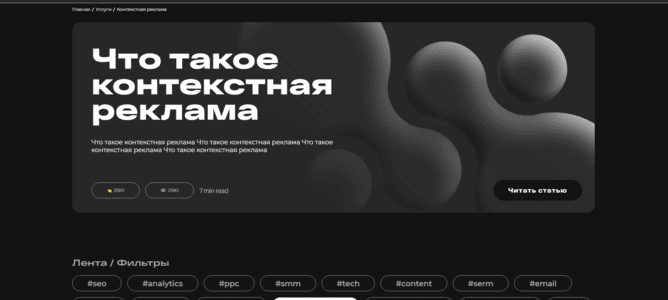 Главная / Услуги / Контекстная реклама
Что такое
контекстная
реклама
Что такое контекстная реклама Что такое контекстная реклама Что такое
контекстная реклама Что такое контекстная реклама
290 290 7 min read Читать статью
Лента / Фильтры
#seo #analytics #ppc #smm #tech #content #serm #email